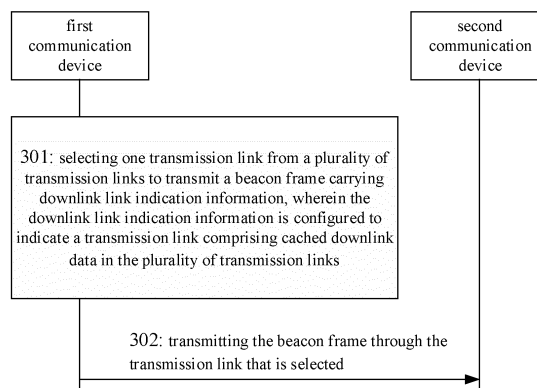 first
communication
device
second
communication
device
301: selecting one transmission link from a plurality of
transmission links to transmit a beacon frame carrying
downlink link indication information, wherein the
downlink link indication information is configured to
indicate a transmission link comprising cached downlink
data in the plurality of transmission links
302: transmitting the beacon frame through the
transmission link that is selected